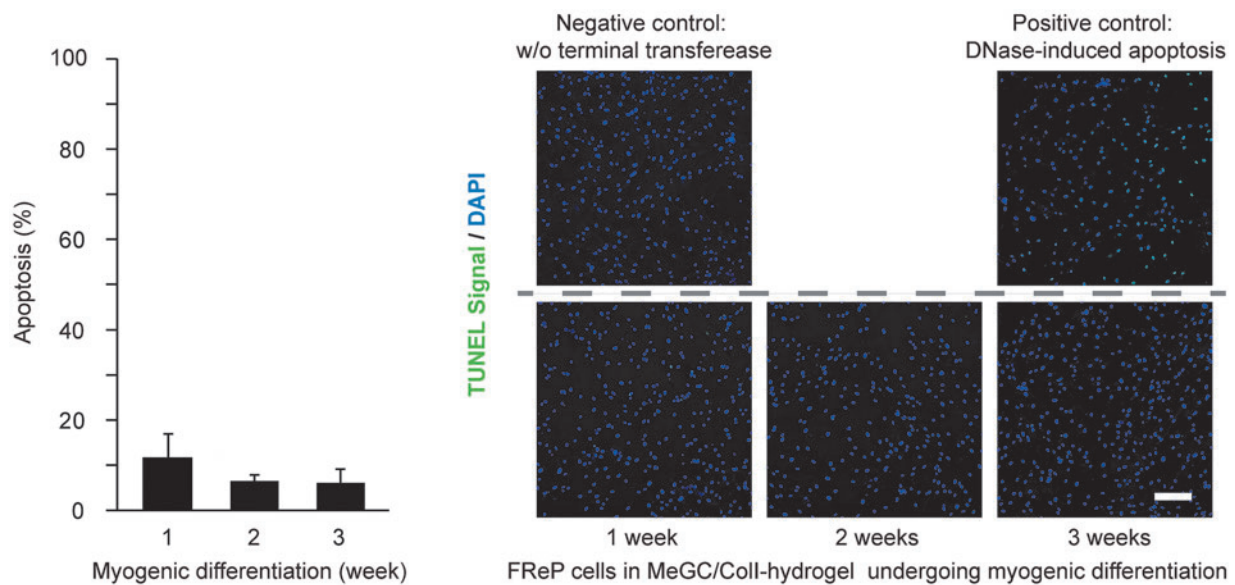 100
80
60
40
20
0
Apoptosis (%)
1 2 3
Myogenic differentiation (week)
TUNEL Signal / DAPI
Negative control:
w/o terminal transferease
Positive control:
DNase-induced apoptosis
1 week 2 weeks 3 weeks
FReP cells in MeGC/ColI-hydrogel undergoing myogenic differentiation